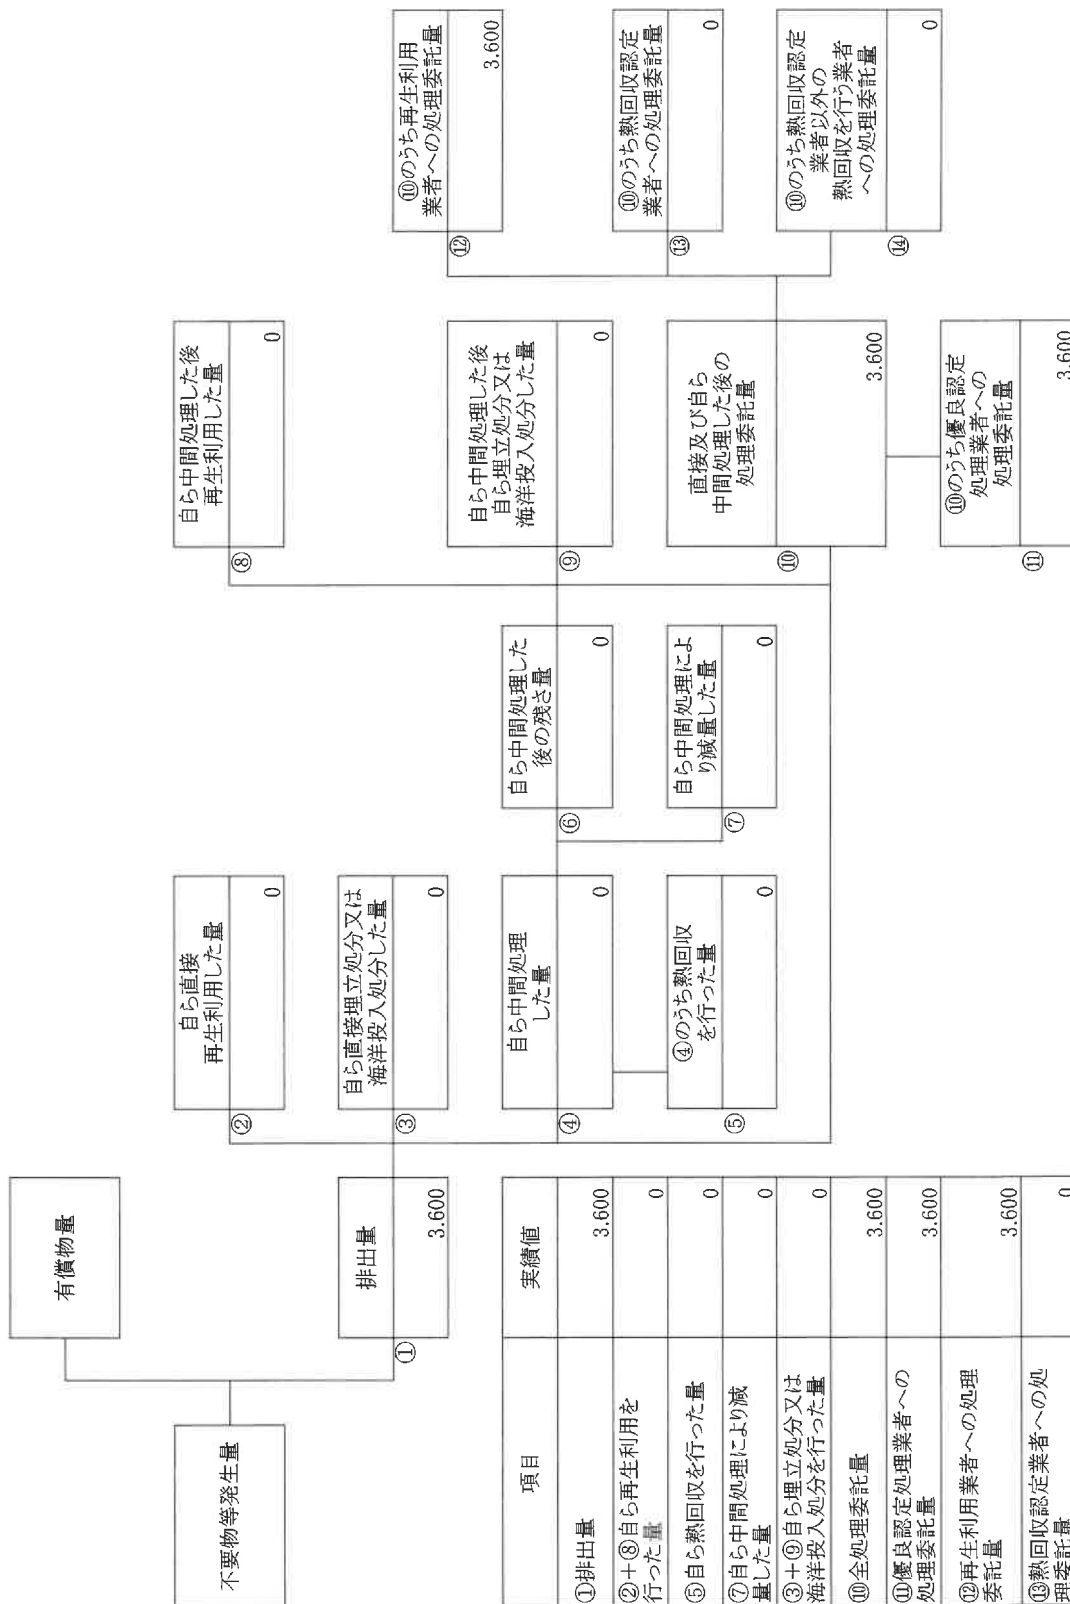 不要物等発生量
有償物量
排出量
①
3.600
自ら直接
再生利用した量
②
0
自ら直接埋立処分又は
海洋投入処分した量
③
0
自ら中間処理
した量
④
0
④のうち熱回収
を行った量
⑤
0
自ら中間処理した
後の残さ量
⑥
0
自ら中間処理によ
り減量した量
⑦
0
自ら中間処理した後
再生利用した量
⑧
0
自ら中間処理した後
自ら埋立処分又は
海洋投入処分した量
⑨
0
直接及び自ら
中間処理した後の
処理委託量
⑩
3.600
⑩のうち優良認定
処理業者への
処理委託量
⑪
3.600
⑩のうち再生利用
業者への処理委託量
⑫
3.600
⑩のうち熱回収認定
業者への処理委託量
⑬
0
⑩のうち熱回収認定
業者以外の
熱回収を行う業者
への処理委託量
⑭
0
項目 実績値
①排出量 3.600
②+⑧自ら再生利用を
行った量 0
⑤自ら熱回収を行った量 0
⑦自ら中間処理により減
量した量 0
③+⑨自ら埋立処分又は
海洋投入処分を行った量 0
⑩全処理委託量 3.600
⑪優良認定処理業者への
処理委託量 3.600
⑫再生利用業者への処理
委託量 3.600
⑬熱回収認定業者への処
理委託量 0